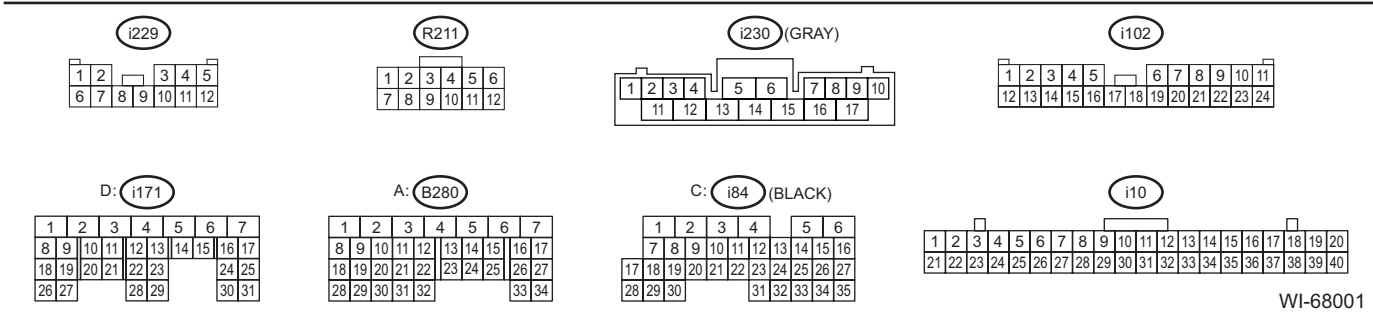 i229 R211 i230 (GRAY) i102
1 2 3 4 5
6 7 8 9 10 11 12
1 2 3 4 5 6
7 8 9 10 11 12
1 2 3 4 5 6 7 8 9 10
11 12 13 14 15 16 17
1 2 3 4 5 6 7 8 9 10 11
12 13 14 15 16 17 18 19 20 21 22 23 24
D: i171 A: B280 C: i84 (BLACK) i10
1 2 3 4 5 6 7
8 9 10 11 12 13 14 15 16 17
18 19 20 21 22 23 24 25
26 27 28 29 30 31
1 2 3 4 5 6 7
8 9 10 11 12 13 14 15 16 17
18 19 20 21 22 23 24 25 26 27
28 29 30 31 32 33 34
1 2 3 4 5 6
7 8 9 10 11 12 13 14 15 16
17 18 19 20 21 22 23 24 25 26 27
28 29 30 31 32 33 34 35
1 2 3 4 5 6 7 8 9 10 11 12 13 14 15 16 17 18 19 20
21 22 23 24 25 26 27 28 29 30 31 32 33 34 35 36 37 38 39 40
WI-68001